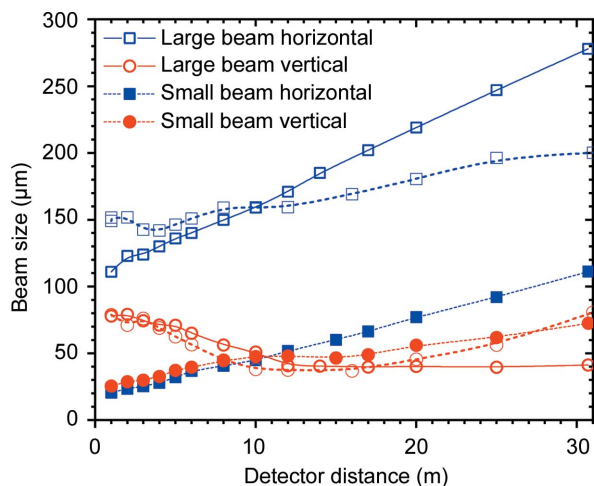 300
250
200
150
100
50
0
Beam size (µm)
Large beam horizontal
Large beam vertical
Small beam horizontal
Small beam vertical
0 10 20 30
Detector distance (m)